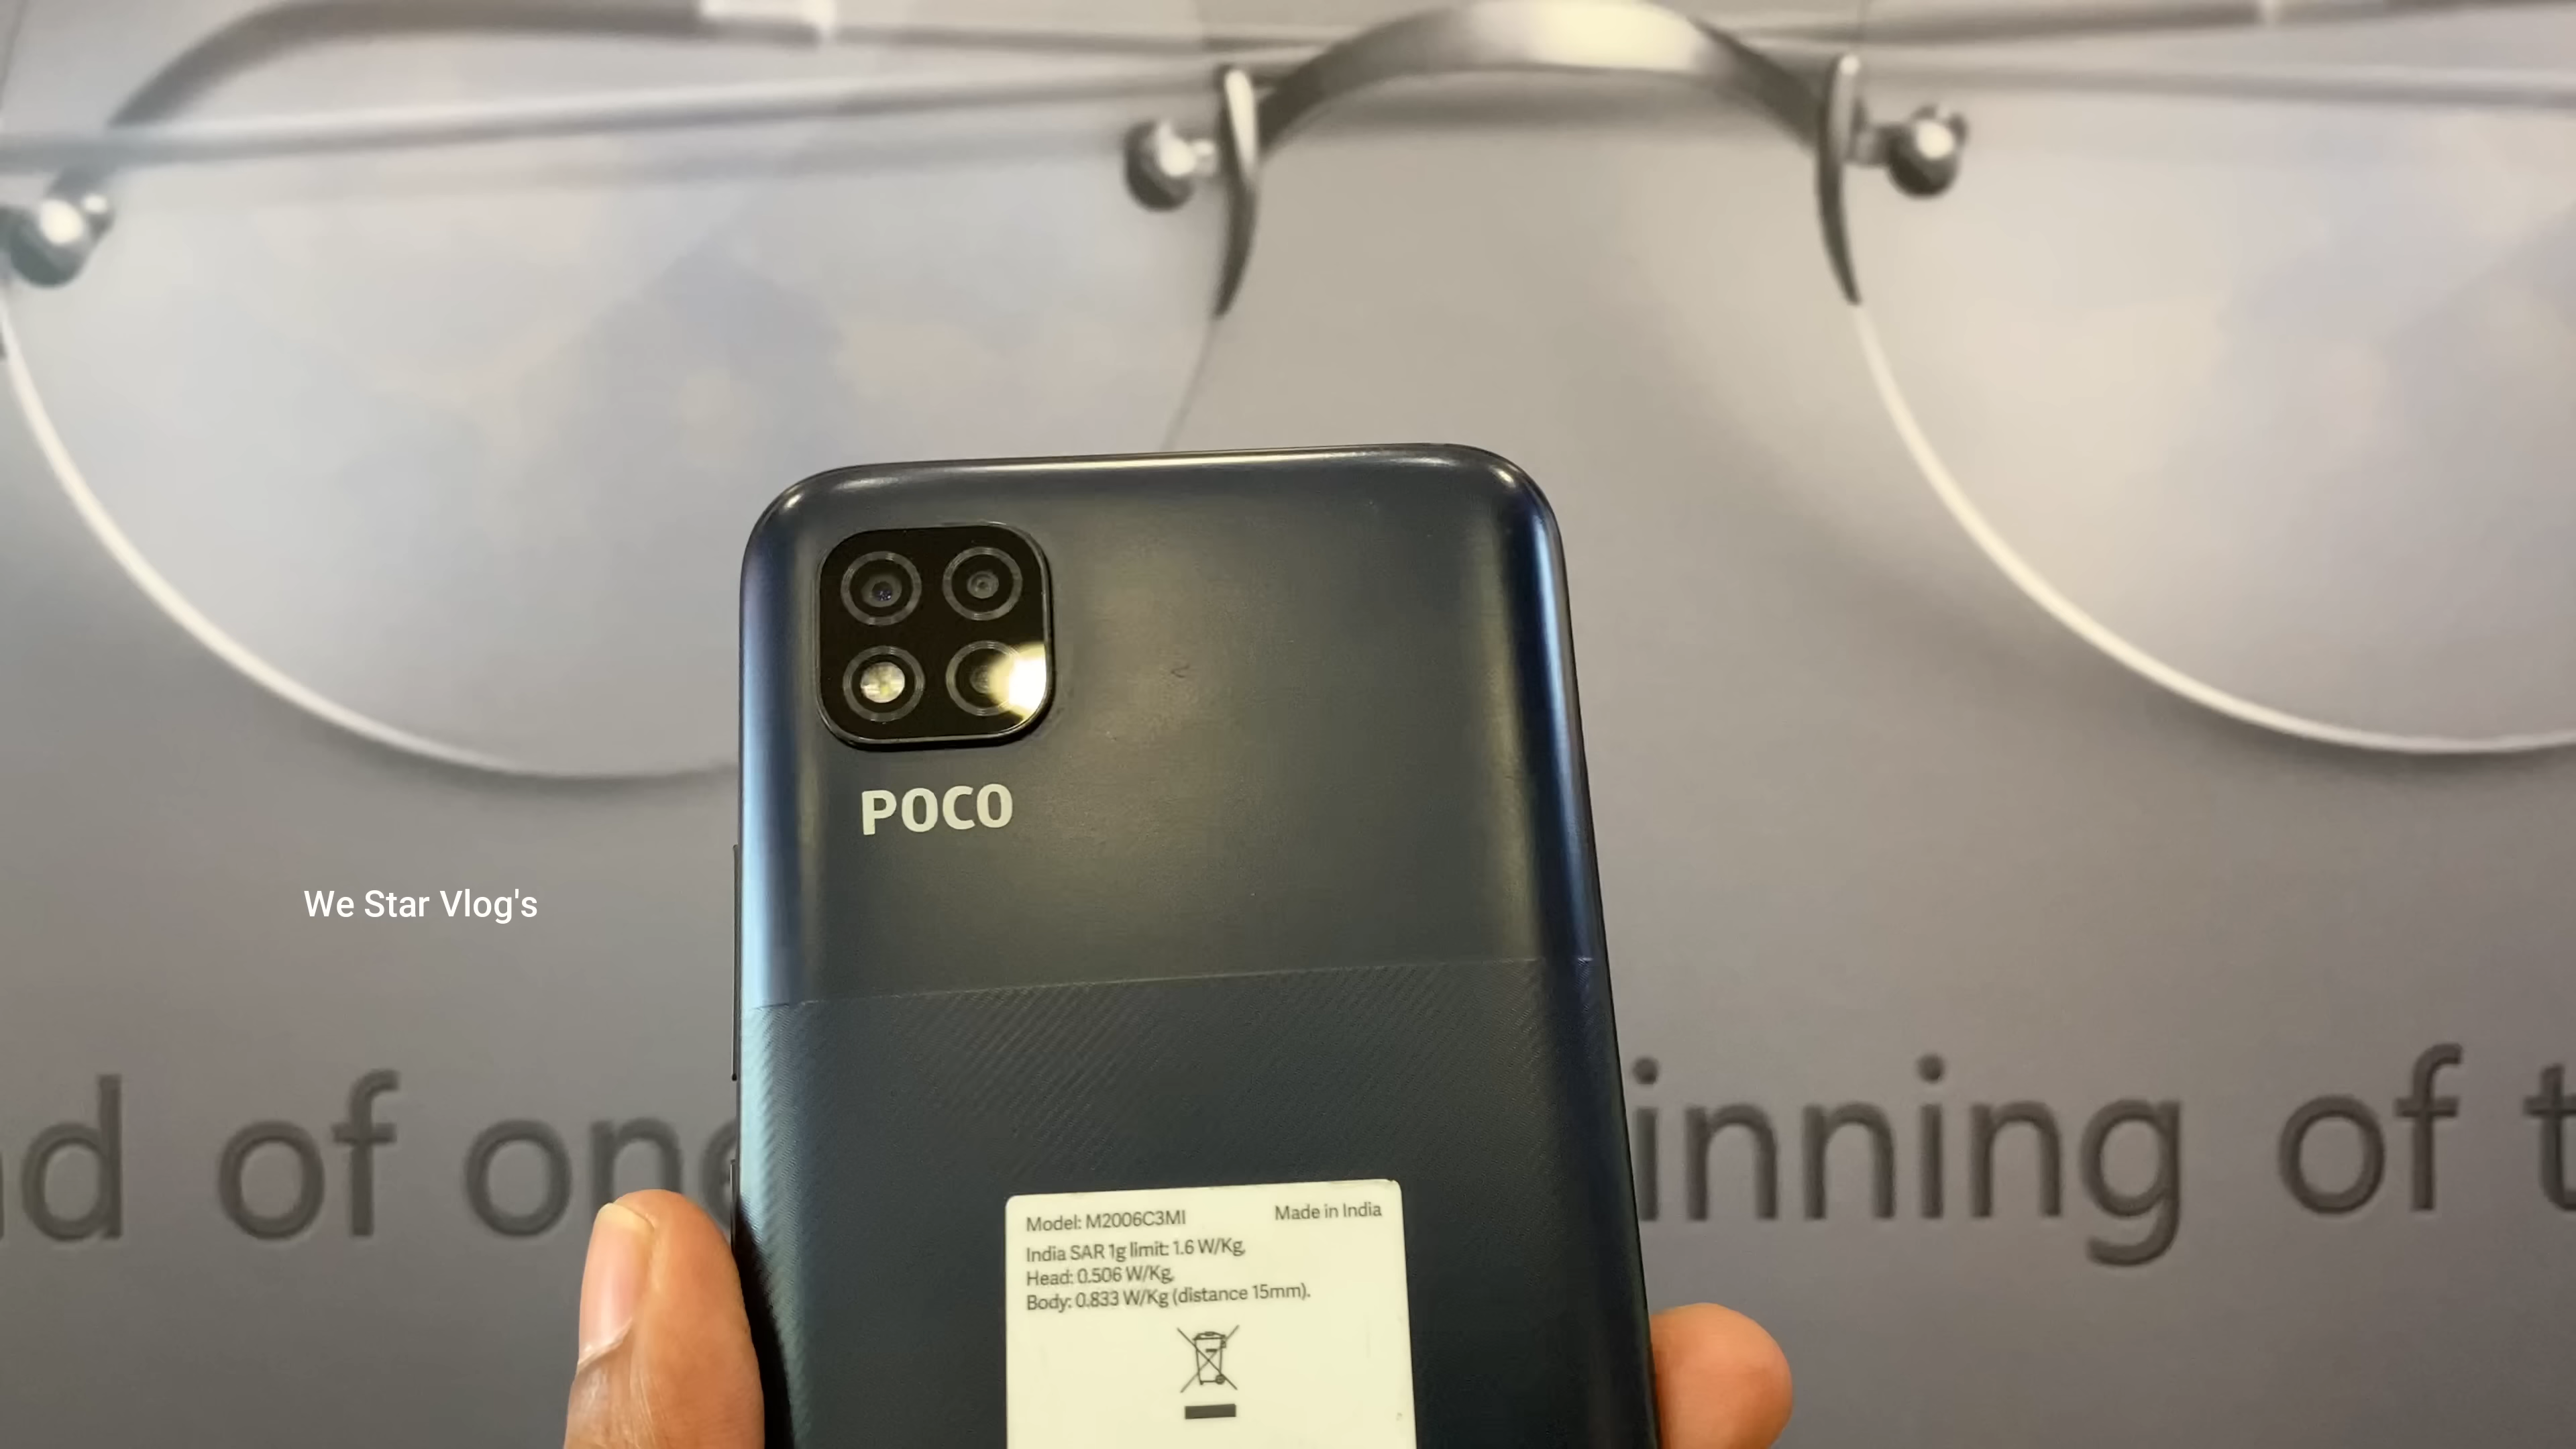 POCO
We Star Vlog's
d of one inning of t
Model: M2006C3MI Made in India
India SAR 1g limit: 1.6 W/Kg,
Head: 0.506 W/Kg,
Body: 0.833 W/Kg (distance 15mm).